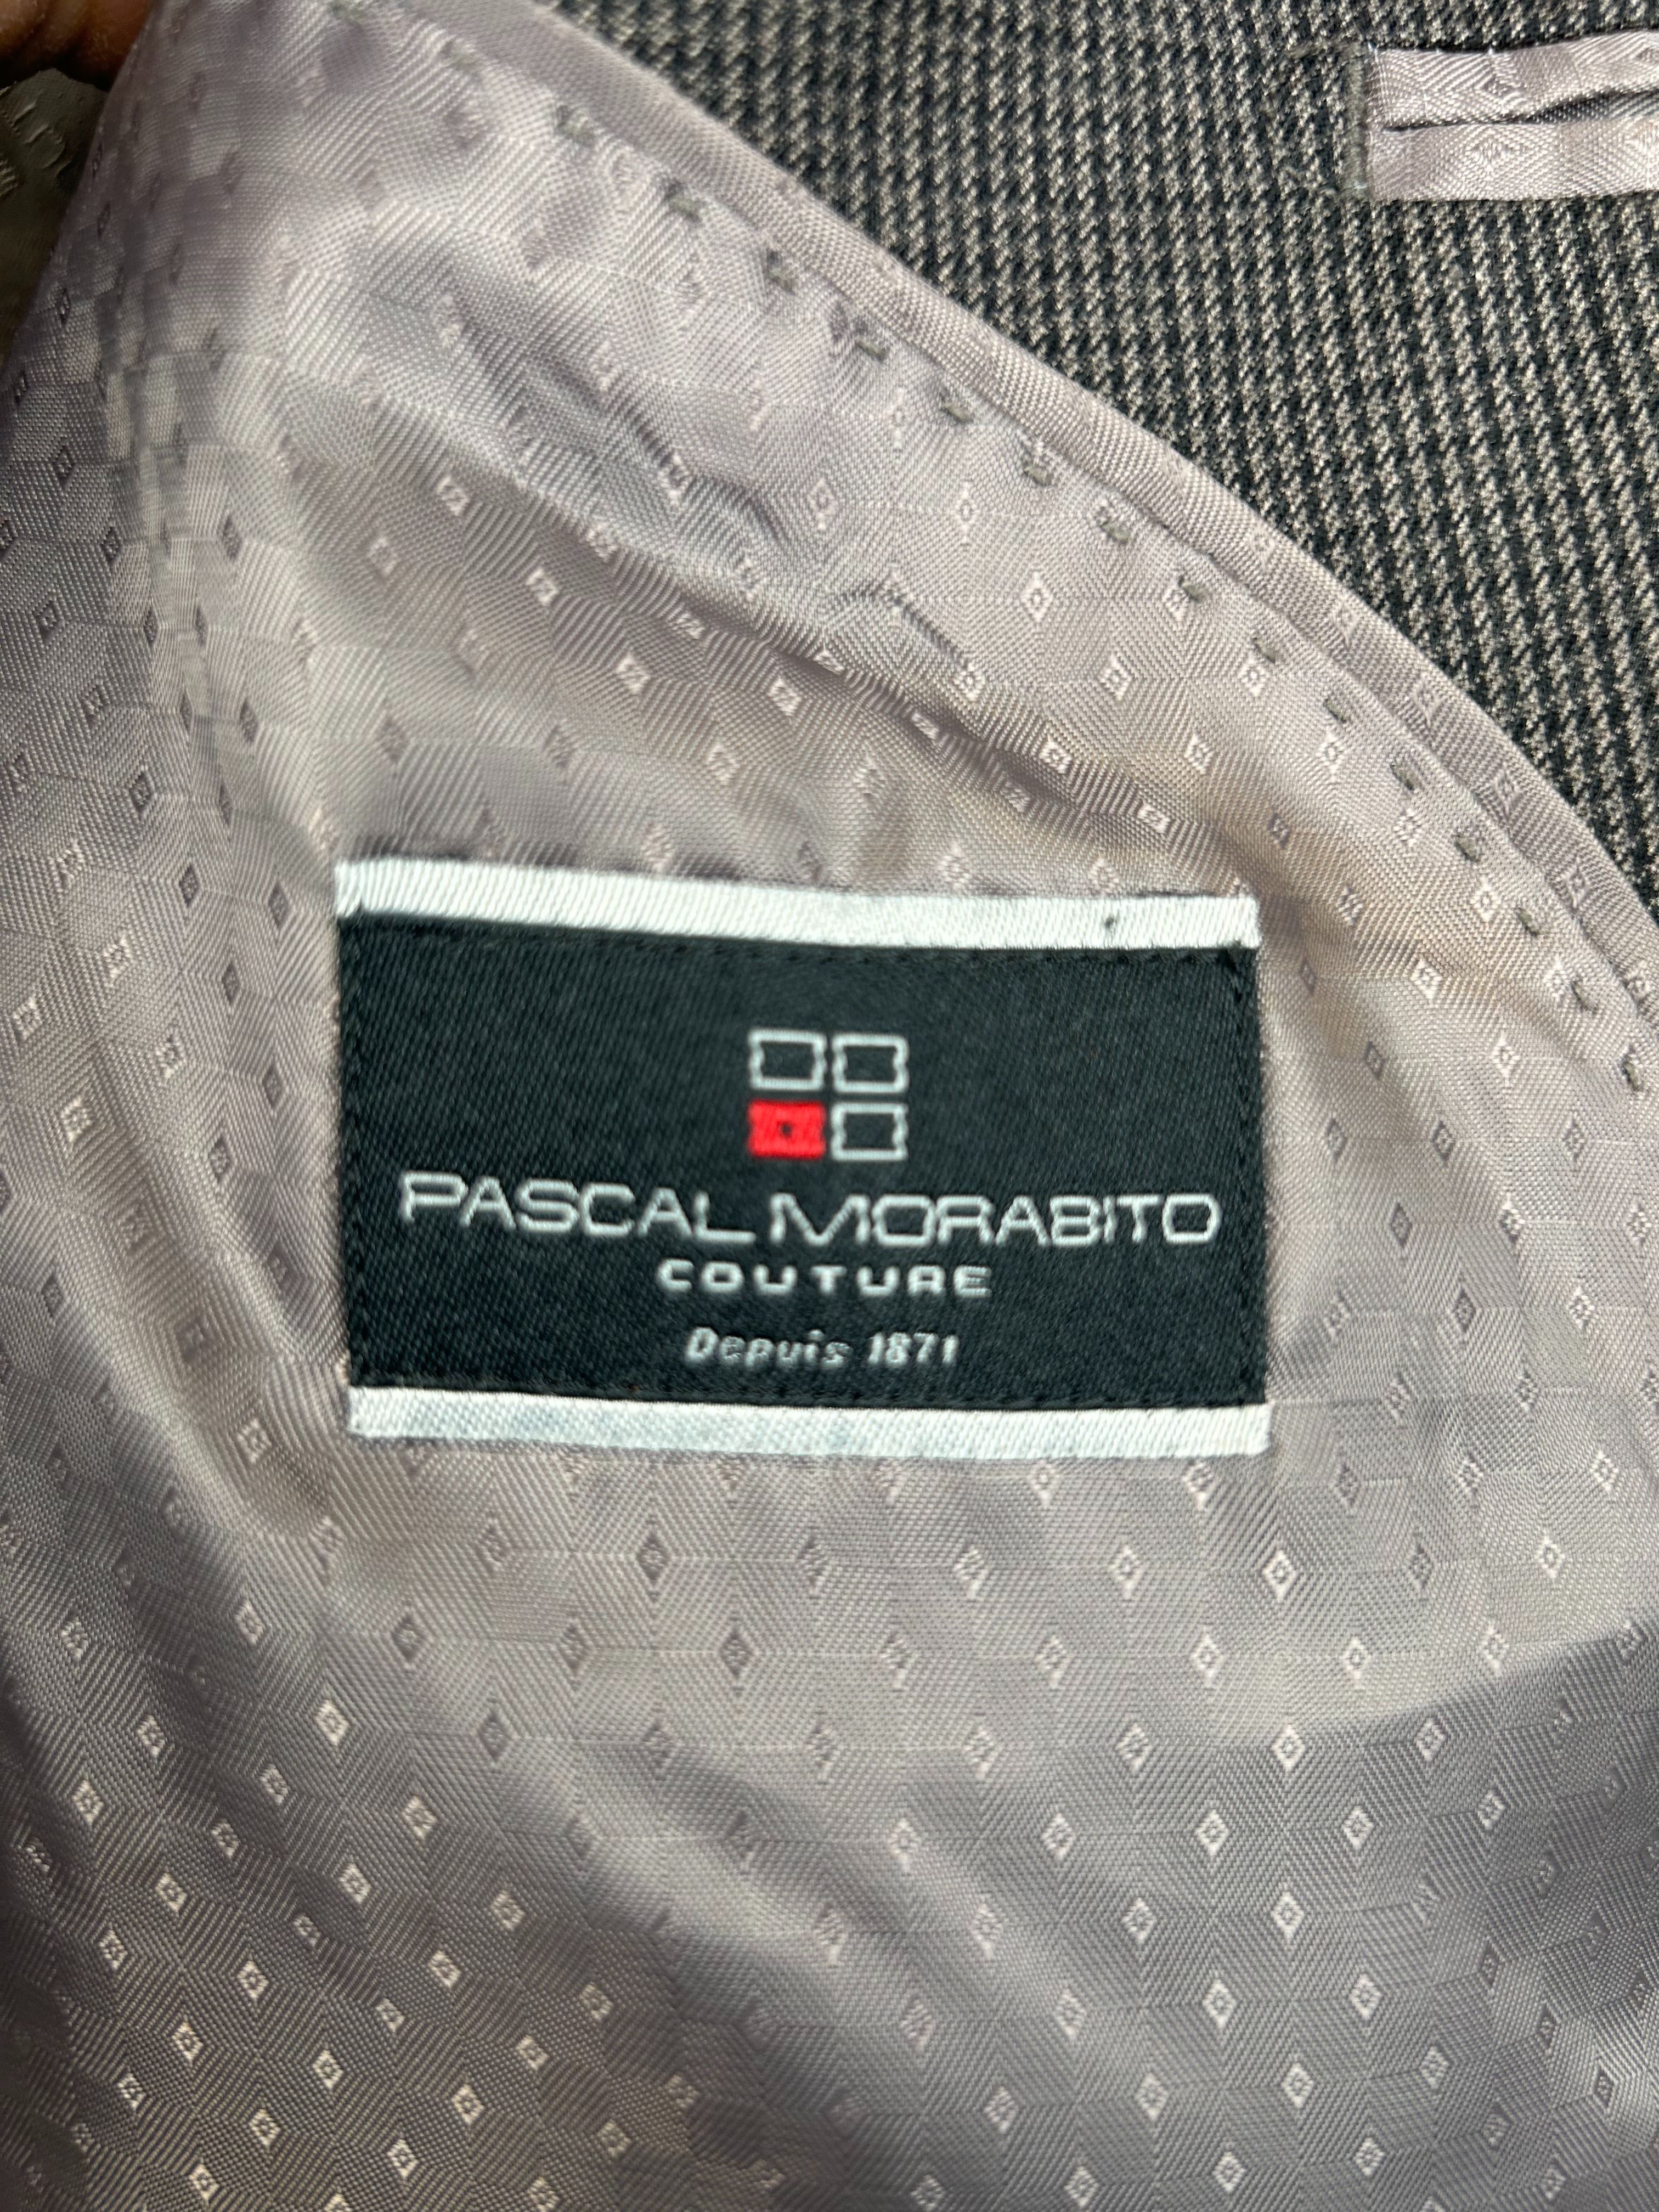 PASCAL MORABITO
COUTURE
Depuis 1871